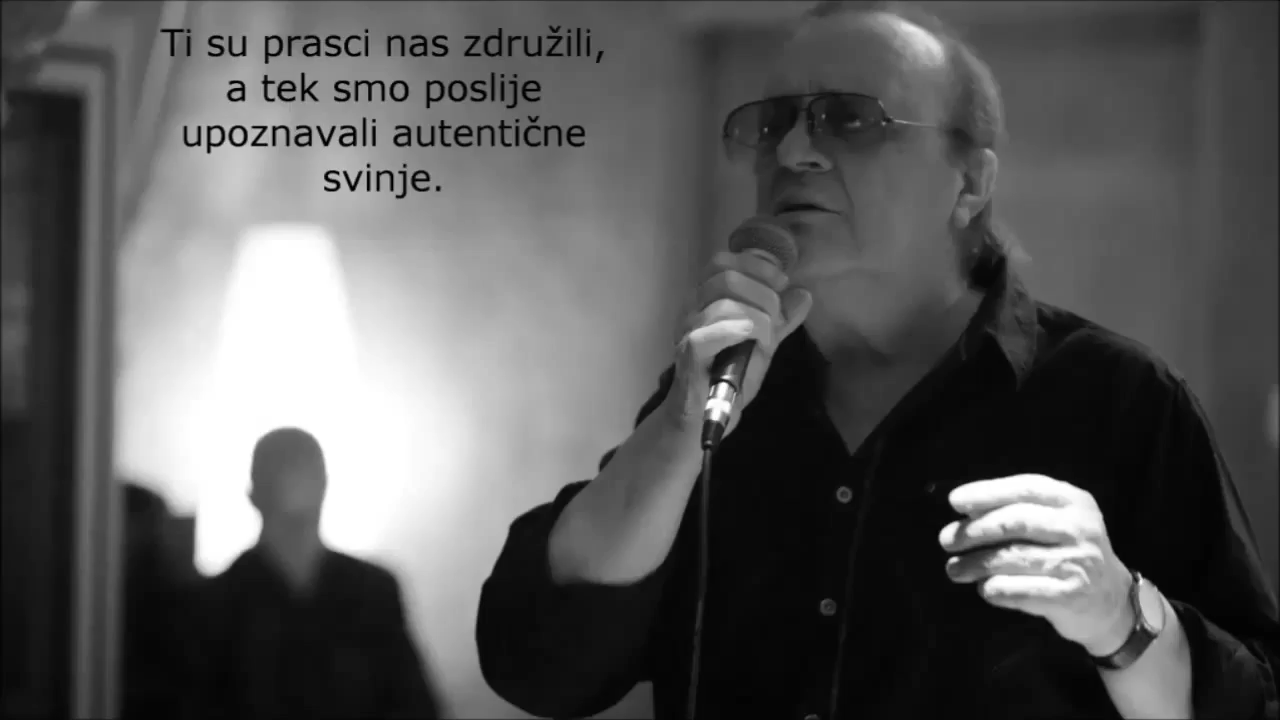 Ti su prasci nas združili,
a tek smo poslije
upoznavali autentične
svinje.